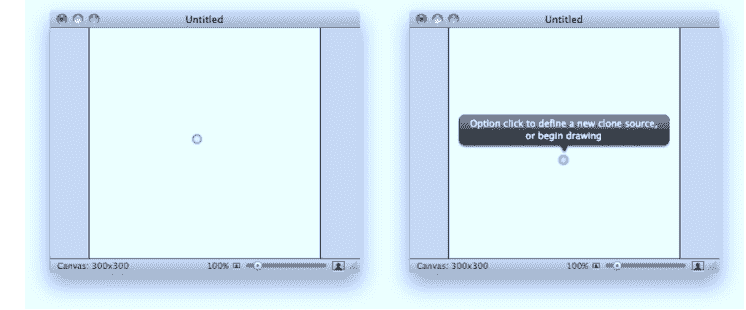 Untitled
Canvas: 300x300 100%
Untitled
Option click to define a new clone source,
or begin drawing
Canvas: 300x300 100%